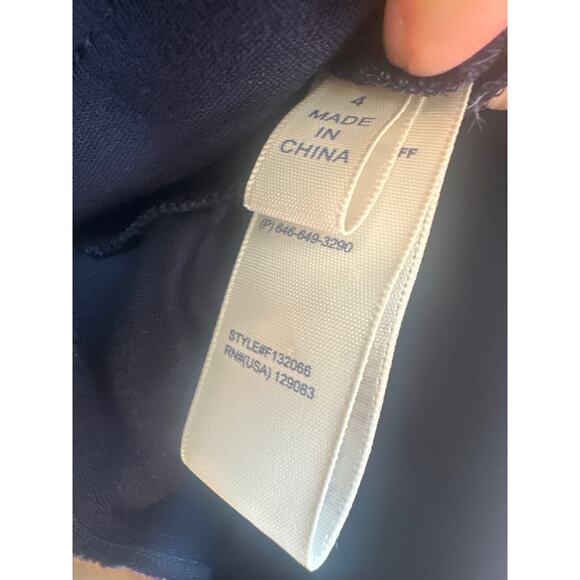 4
MADE
IN
CHINA
FF
(P) 646-649-3290
STYLE#F132066
RN#(USA) 129083